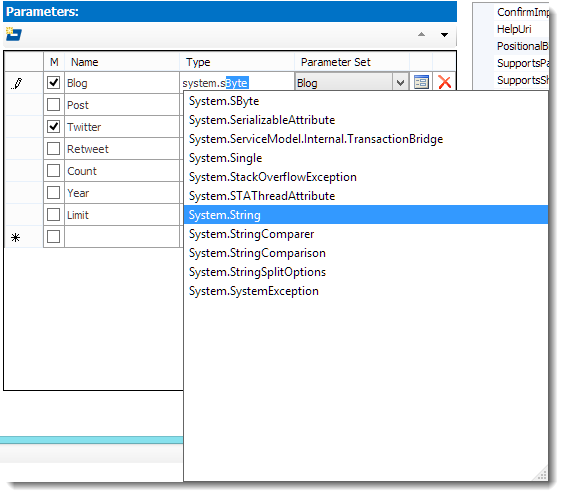 Parameters:
M Name Type Parameter Set
Blog system.sByte Blog
Post
Twitter
Retweet
Count
Year
Limit
System.SByte
System.SerializableAttribute
System.ServiceModel.Internal.TransactionBridge
System.Single
System.StackOverflowException
System.STAThreadAttribute
System.String
System.StringComparer
System.StringComparison
System.StringSplitOptions
System.SystemException
ConfirmImp
HelpUri
PositionalB
SupportsPa
SupportsSh